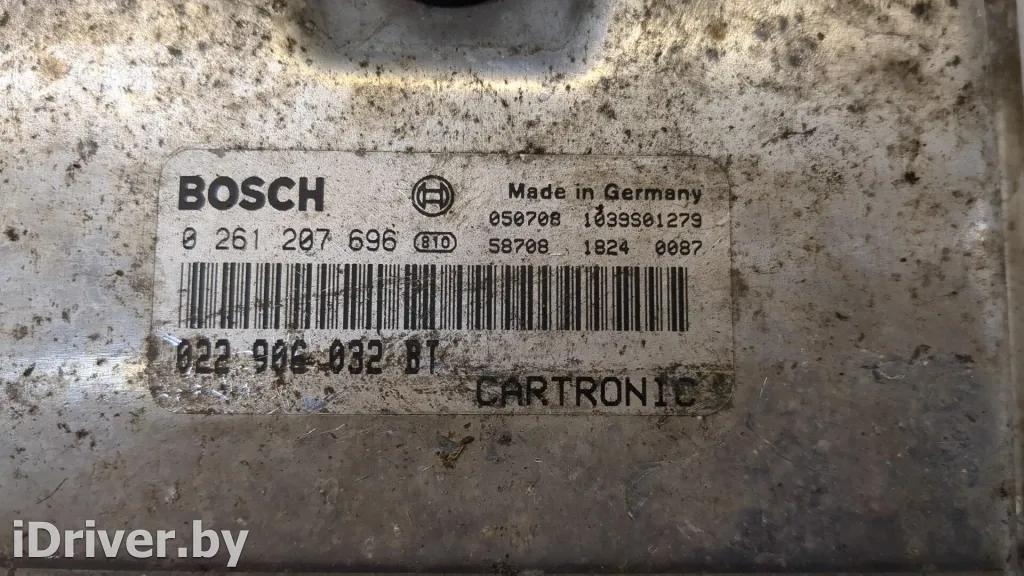 BOSCH
Made in Germany
050708 1039S01279
0 261 207 696 810
58708 1824 0087
022 906 032 BT
CARTRONIC
iDriver.by